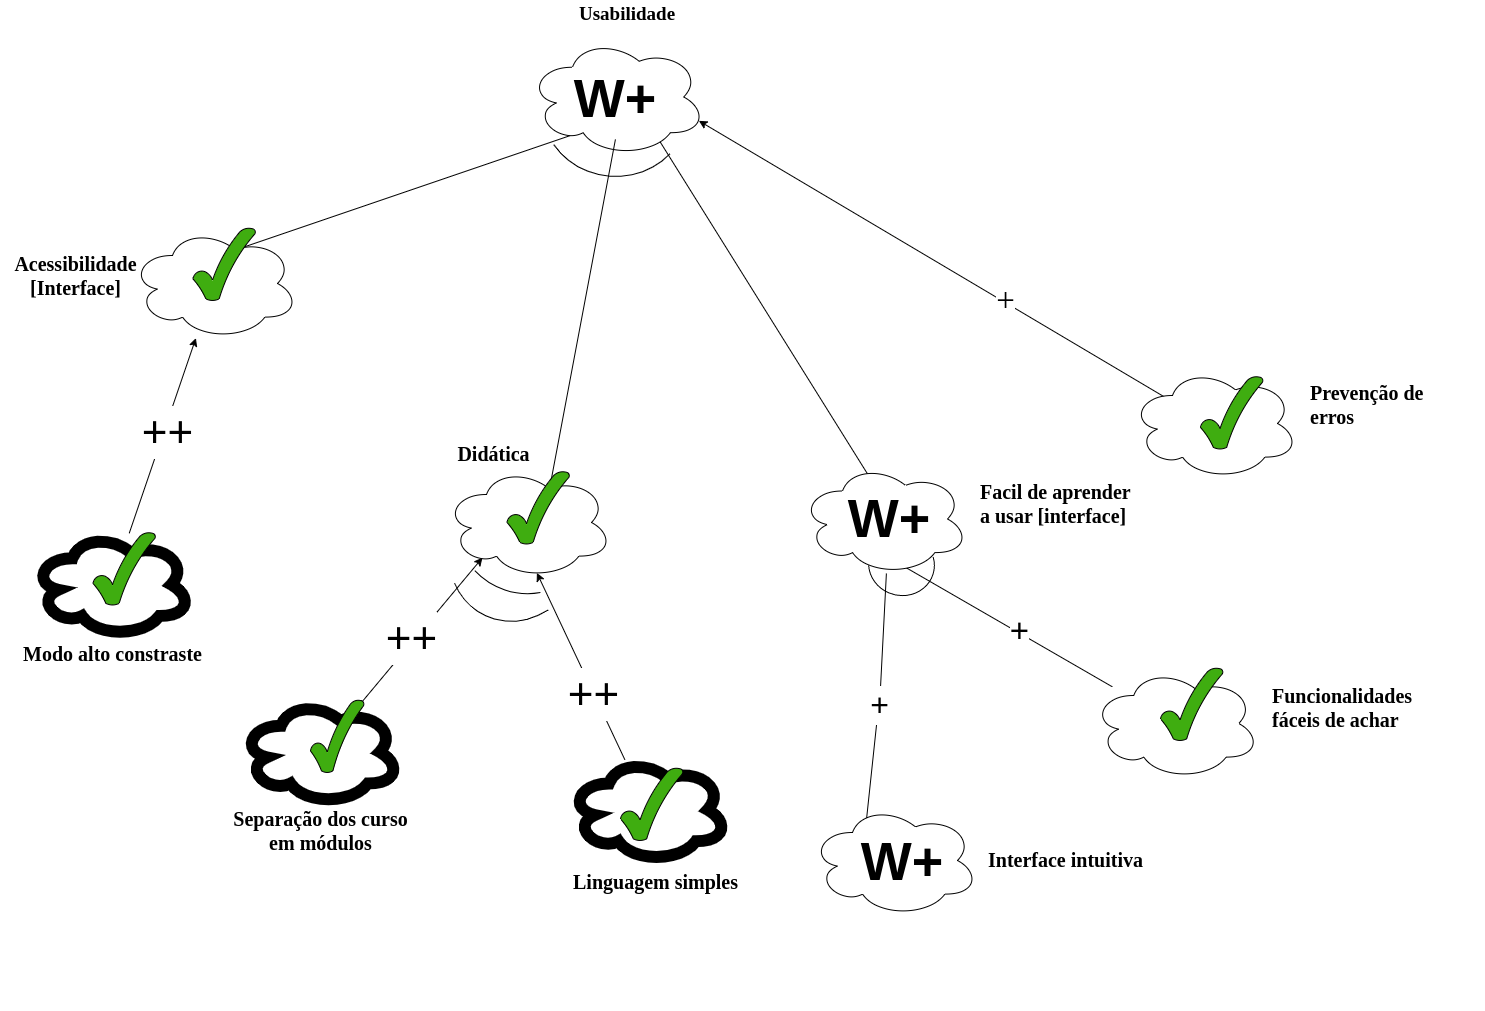 Usabilidade
W+
Acessibilidade
[Interface]
+
Prevenção de
erros
++
Didática
W+
Facil de aprender
a usar [interface]
Modo alto constraste
++
++
+
+
Funcionalidades
fáceis de achar
Separação dos curso
em módulos
Linguagem simples
W+
Interface intuitiva